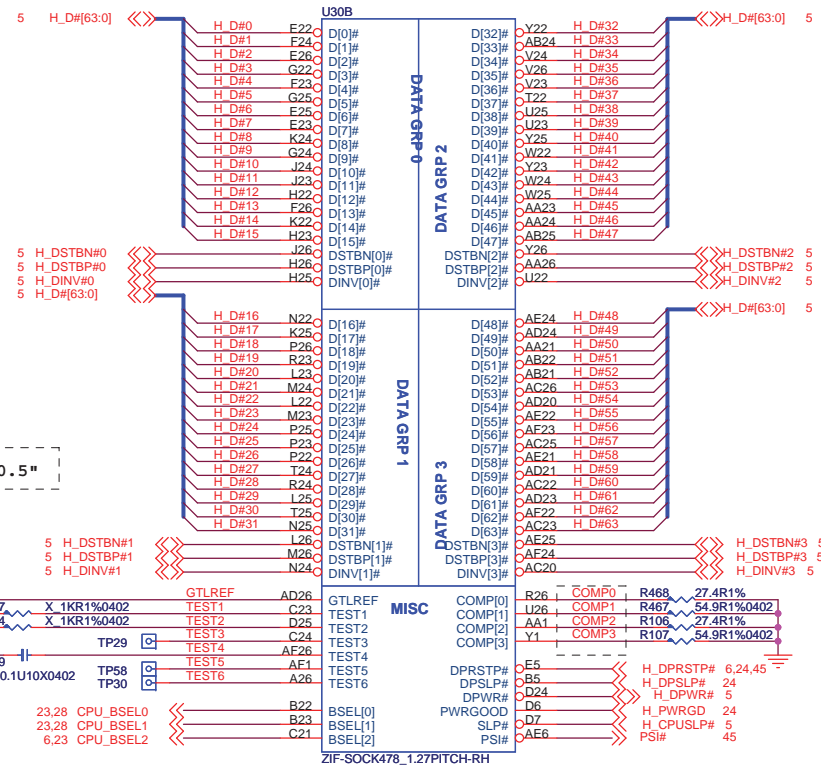 U30B
5 H_D#[63:0] H_D#[63:0] 5
H_D#0 E22 D[0]# D[32]# Y22 H_D#32
H_D#1 F24 D[1]# D[33]# AB24 H_D#33
H_D#2 E26 D[2]# D[34]# V24 H_D#34
H_D#3 G22 D[3]# D[35]# V26 H_D#35
H_D#4 F23 D[4]# D[36]# V23 H_D#36
H_D#5 G25 D[5]# D[37]# T22 H_D#37
H_D#6 E25 D[6]# D[38]# U25 H_D#38
H_D#7 E23 D[7]# D[39]# U23 H_D#39
H_D#8 K24 D[8]# D[40]# Y25 H_D#40
H_D#9 G24 D[9]# D[41]# W22 H_D#41
H_D#10 J24 D[10]# D[42]# Y23 H_D#42
H_D#11 J23 D[11]# D[43]# W24 H_D#43
H_D#12 H22 D[12]# D[44]# W25 H_D#44
H_D#13 F26 D[13]# D[45]# AA23 H_D#45
H_D#14 K22 D[14]# D[46]# AA24 H_D#46
H_D#15 H23 D[15]# D[47]# AB25 H_D#47
DATA GRP 0
DATA GRP 2
5 H_DSTBN#0 J26 DSTBN[0]# DSTBN[2]# Y26 H_DSTBN#2 5
5 H_DSTBP#0 H26 DSTBP[0]# DSTBP[2]# AA26 H_DSTBP#2 5
5 H_DINV#0 H25 DINV[0]# DINV[2]# U22 H_DINV#2 5
5 H_D#[63:0] H_D#[63:0] 5
H_D#16 N22 D[16]# D[48]# AE24 H_D#48
H_D#17 K25 D[17]# D[49]# AD24 H_D#49
H_D#18 P26 D[18]# D[50]# AA21 H_D#50
H_D#19 R23 D[19]# D[51]# AB22 H_D#51
H_D#20 L23 D[20]# D[52]# AB21 H_D#52
H_D#21 M24 D[21]# D[53]# AC26 H_D#53
H_D#22 L22 D[22]# D[54]# AD20 H_D#54
H_D#23 M23 D[23]# D[55]# AE22 H_D#55
H_D#24 P25 D[24]# D[56]# AF23 H_D#56
H_D#25 P23 D[25]# D[57]# AC25 H_D#57
H_D#26 P22 D[26]# D[58]# AE21 H_D#58
H_D#27 T24 D[27]# D[59]# AD21 H_D#59
H_D#28 R24 D[28]# D[60]# AC22 H_D#60
H_D#29 L25 D[29]# D[61]# AD23 H_D#61
H_D#30 T25 D[30]# D[62]# AF22 H_D#62
H_D#31 N25 D[31]# D[63]# AC23 H_D#63
DATA GRP 1
DATA GRP 3
0.5"
5 H_DSTBN#1 L26 DSTBN[1]# DSTBN[3]# AE25 H_DSTBN#3 5
5 H_DSTBP#1 M26 DSTBP[1]# DSTBP[3]# AF24 H_DSTBP#3 5
5 H_DINV#1 N24 DINV[1]# DINV[3]# AC20 H_DINV#3 5
MISC
GTLREF AD26 GTLREF COMP[0] R26 COMP0 R468 27.4R1%
7 X_1KR1%0402 TEST1 C23 TEST1 COMP[1] U26 COMP1 R467 54.9R1%0402
4 X_1KR1%0402 TEST2 D25 TEST2 COMP[2] AA1 COMP2 R106 27.4R1%
TP29 TEST3 C24 TEST3 COMP[3] Y1 COMP3 R107 54.9R1%0402
9 0.1U10X0402 TEST4 AF26 TEST4
TP58 TEST5 AF1 TEST5 DPRSTP# E5 H_DPRSTP# 6,24,45
TP30 TEST6 A26 TEST6 DPSLP# B5 H_DPSLP# 24
DPWR# D24 H_DPWR# 5
23,28 CPU_BSEL0 B22 BSEL[0] PWRGOOD D6 H_PWRGD 24
23,28 CPU_BSEL1 B23 BSEL[1] SLP# D7 H_CPUSLP# 5
6,23 CPU_BSEL2 C21 BSEL[2] PSI# AE6 PSI# 45
ZIF-SOCK478_1.27PITCH-RH